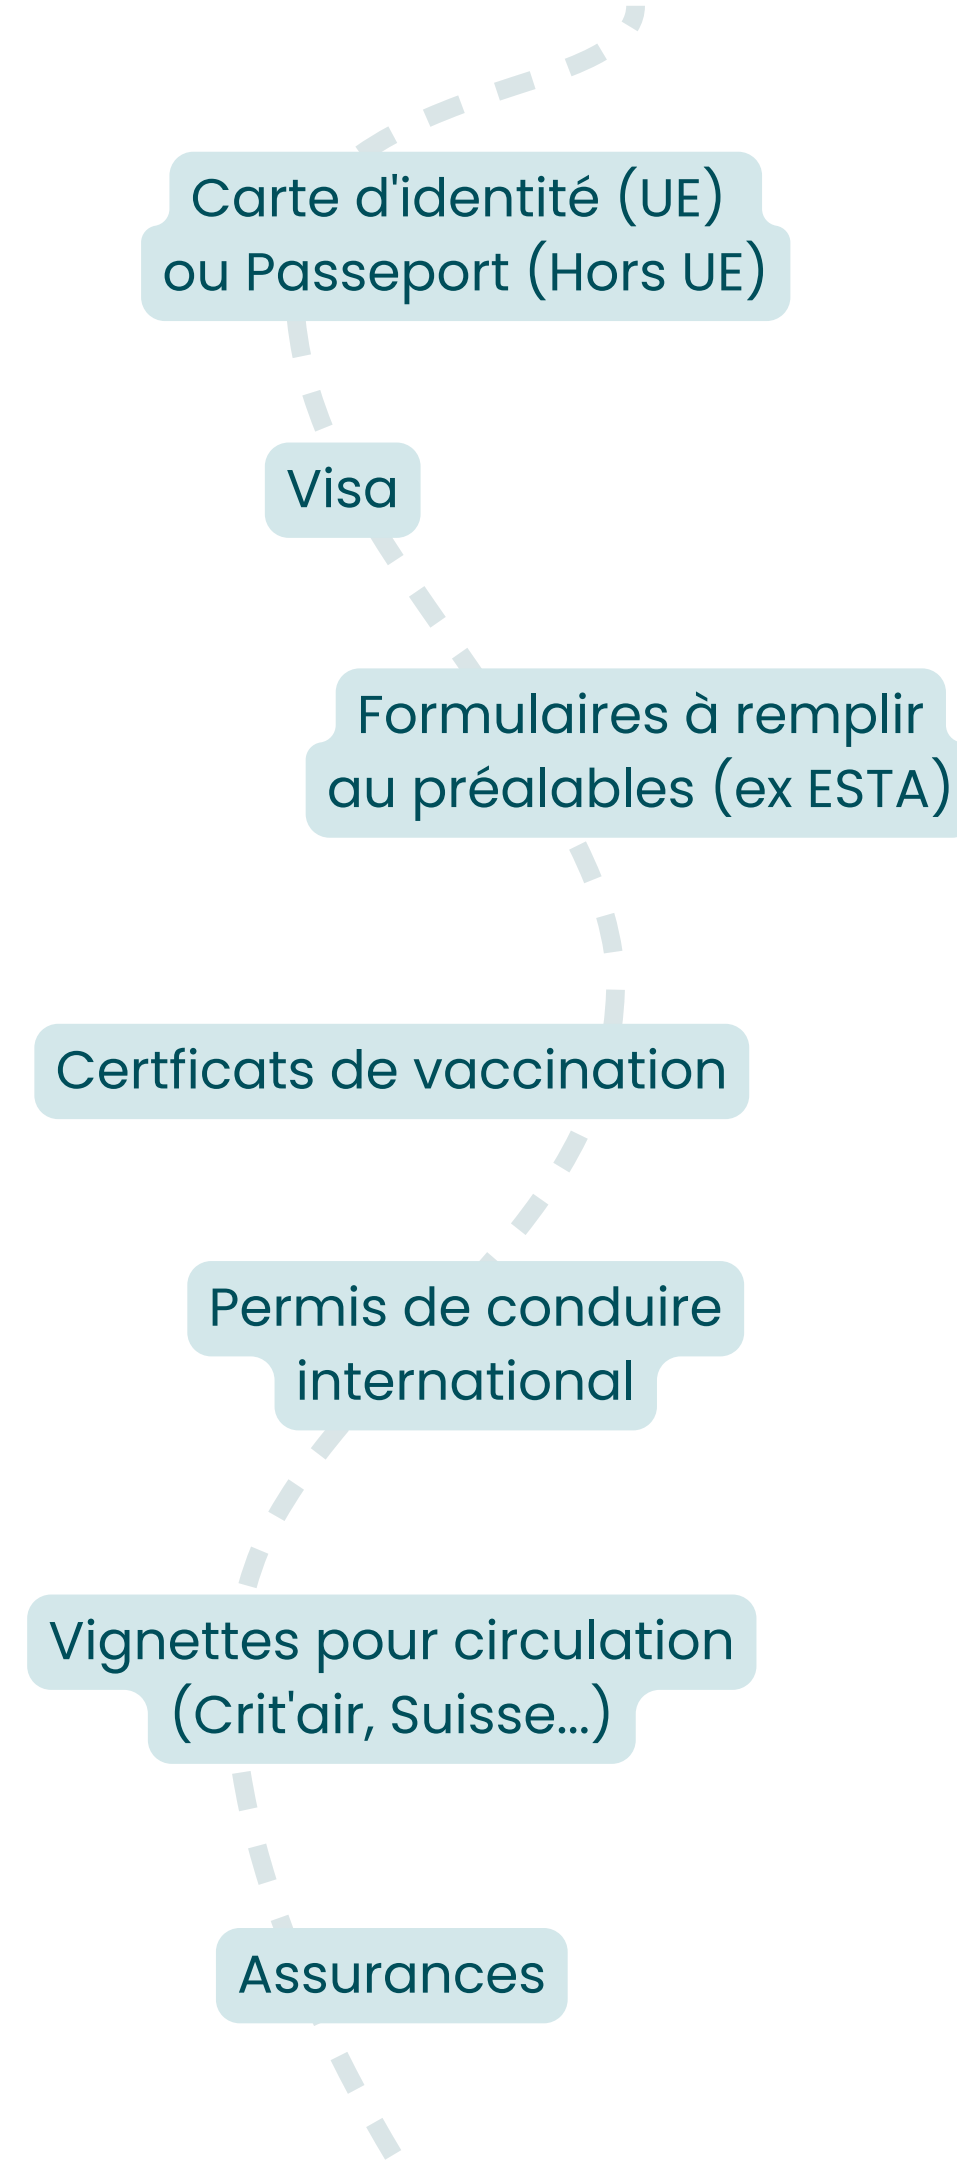 Carte d'identité (UE)
ou Passeport (Hors UE)
Visa
Formulaires à remplir
au préalables (ex ESTA)
Certficats de vaccination
Permis de conduire
international
Vignettes pour circulation
(Crit'air, Suisse...)
Assurances